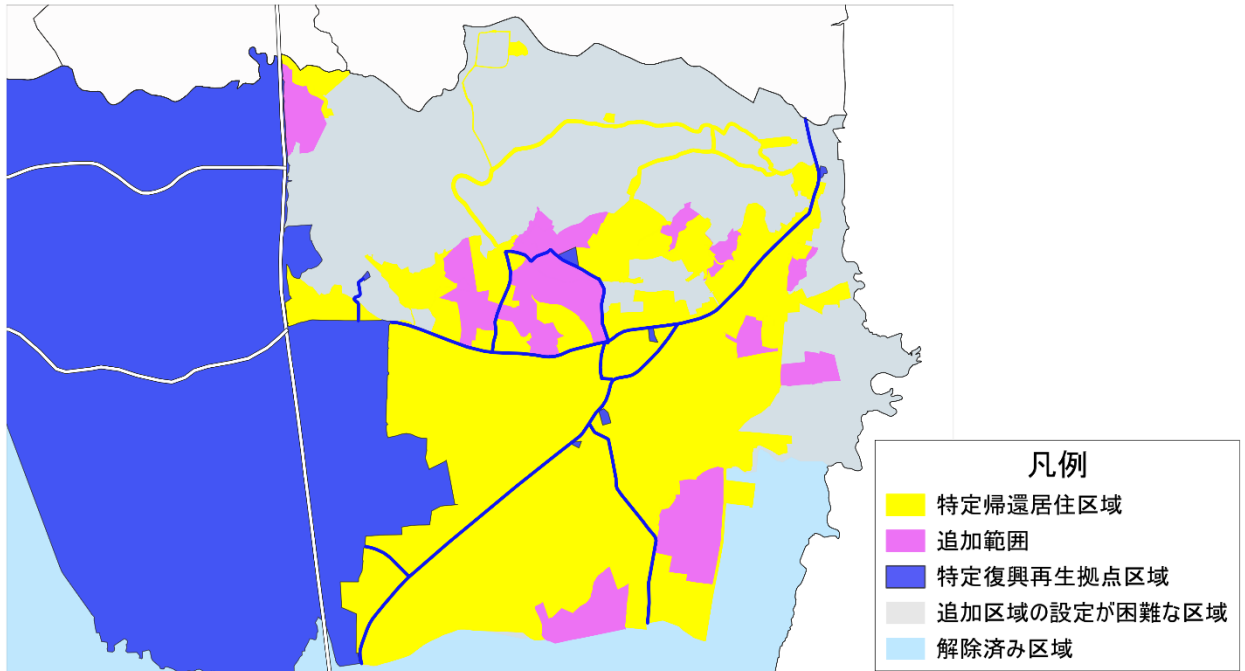 凡例
特定帰還居住区域
追加範囲
特定復興再生拠点区域
追加区域の設定が困難な区域
解除済み区域